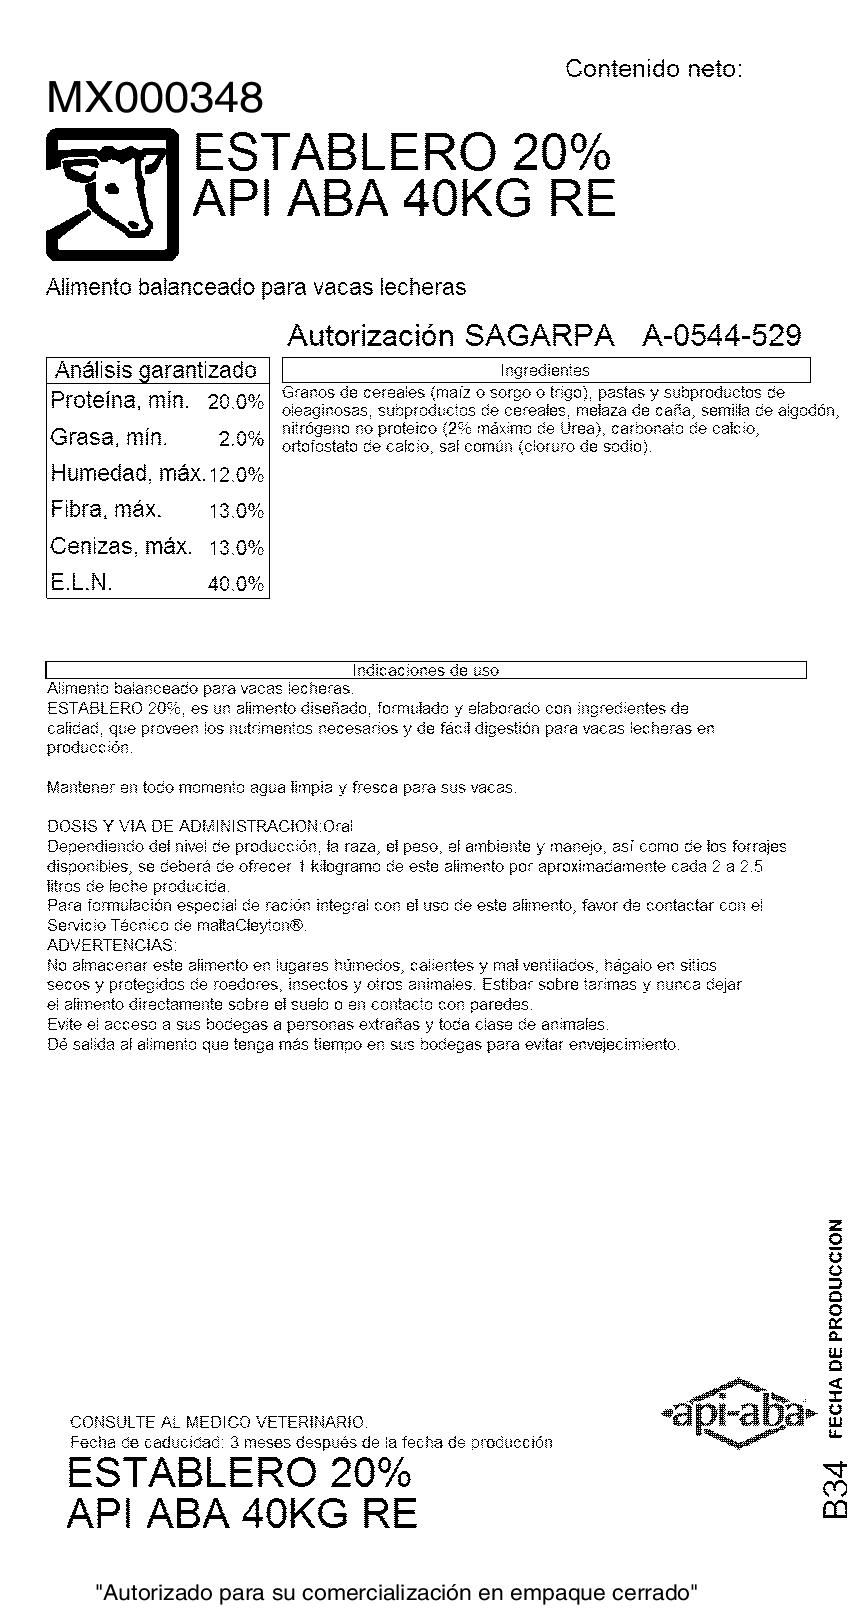 Contenido neto:
MX000348
ESTABLERO 20%
API ABA 40KG RE
Alimento balanceado para vacas lecheras
Autorización SAGARPA A-0544-529
Análisis garantizado
Proteína, mín. 20.0%
Grasa, mín. 2.0%
Humedad, máx. 12.0%
Fibra, máx. 13.0%
Cenizas, máx. 13.0%
E.L.N. 40.0%
Ingredientes
Granos de cereales (maíz o sorgo o trigo), pastas y subproductos de
oleaginosas, subproductos de cereales, melaza de caña, semilla de algodón,
nitrógeno no proteico (2% máximo de Urea), carbonato de calcio,
ortofosfato de calcio, sal común (cloruro de sodio).
Indicaciones de uso
Alimento balanceado para vacas lecheras.
ESTABLERO 20%, es un alimento diseñado, formulado y elaborado con ingredientes de
calidad, que proveen los nutrimentos necesarios y de fácil digestión para vacas lecheras en
producción.
Mantener en todo momento agua limpia y fresca para sus vacas.
DOSIS Y VIA DE ADMINISTRACION:Oral
Dependiendo del nivel de producción, la raza, el peso, el ambiente y manejo, así como de los forrajes
disponibles, se deberá de ofrecer 1 kilogramo de este alimento por aproximadamente cada 2 a 2.5
litros de leche producida.
Para formulación especial de ración integral con el uso de este alimento, favor de contactar con el
Servicio Técnico de maltaCleyton®.
ADVERTENCIAS:
No almacenar este alimento en lugares húmedos, calientes y mal ventilados, hágalo en sitios
secos y protegidos de roedores, insectos y otros animales. Estibar sobre tarimas y nunca dejar
el alimento directamente sobre el suelo o en contacto con paredes.
Evite el acceso a sus bodegas a personas extrañas y toda clase de animales.
Dé salida al alimento que tenga más tiempo en sus bodegas para evitar envejecimiento.
FECHA DE PRODUCCION
B34
api-aba
CONSULTE AL MEDICO VETERINARIO.
Fecha de caducidad: 3 meses después de la fecha de producción
ESTABLERO 20%
API ABA 40KG RE
"Autorizado para su comercialización en empaque cerrado"